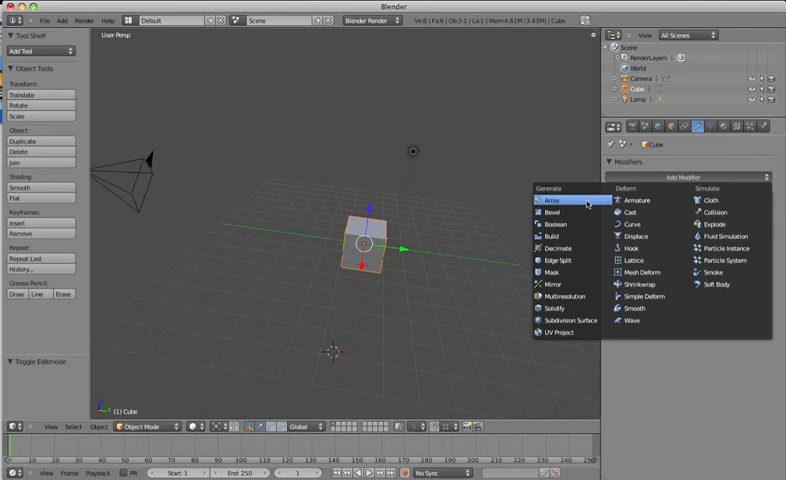 Blender
File Add Render Help Default Scene Blender Render Ve:8 | Fa:6 | Ob:3-1 | La:1 | Mem:4.61M (3.43M) | Cube
Tool Shelf
Add Tool
Object Tools
Transform:
Translate
Rotate
Scale
Object:
Duplicate
Delete
Join
Shading:
Smooth
Flat
Keyframes:
Insert
Remove
Repeat:
Repeat Last
History...
Grease Pencil:
Draw Line Erase
Toggle Editmode
User Persp
(1) Cube
View All Scenes
Scene
RenderLayers
World
Camera
Cube
Lamp
Cube
Modifiers
Add Modifier
Generate Deform Simulate
Array Armature Cloth
Bevel Cast Collision
Boolean Curve Explode
Build Displace Fluid Simulation
Decimate Hook Particle Instance
Edge Split Lattice Particle System
Mask Mesh Deform Smoke
Mirror Shrinkwrap Soft Body
Multiresolution Simple Deform
Solidify Smooth
Subdivision Surface Wave
UV Project
View Select Object Object Mode Global
0 10 20 30 40 50 60 70 80 90 100 110 120 130 140 150 160 170 180 190 200 210 220 230 240 250
View Frame Playback PR Start: 1 End: 250 1 No Sync